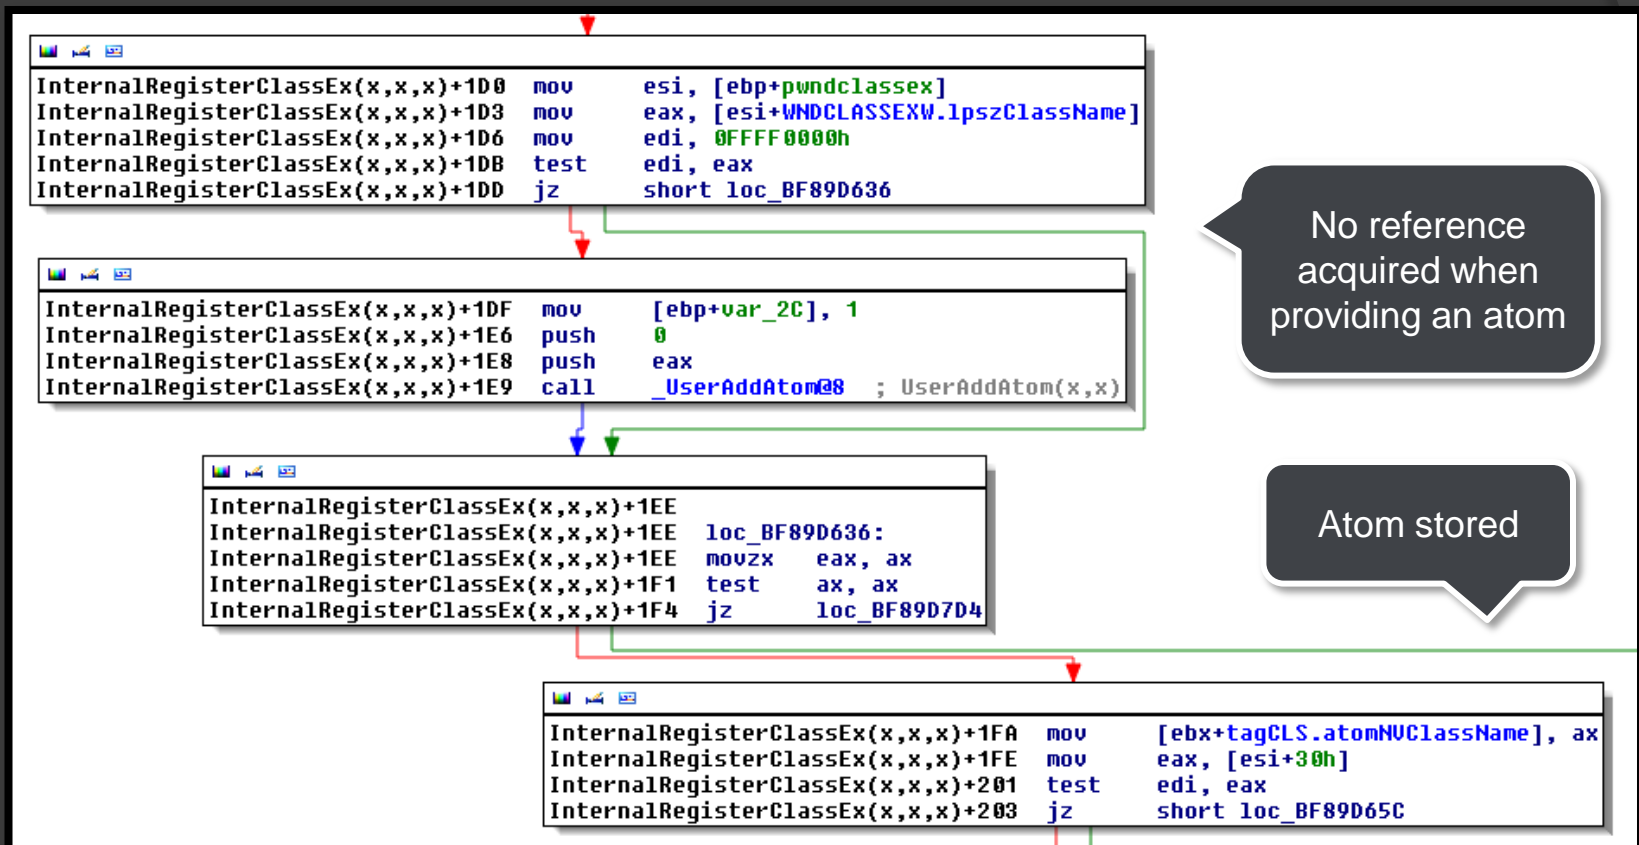 InternalRegisterClassEx(x,x,x)+1D0 mov esi, [ebp+pwndclassex]
InternalRegisterClassEx(x,x,x)+1D3 mov eax, [esi+WNDCLASSEXW.lpszClassName]
InternalRegisterClassEx(x,x,x)+1D6 mov edi, 0FFFF0000h
InternalRegisterClassEx(x,x,x)+1DB test edi, eax
InternalRegisterClassEx(x,x,x)+1DD jz short loc_BF89D636
No reference
acquired when
providing an atom
InternalRegisterClassEx(x,x,x)+1DF mov [ebp+var_2C], 1
InternalRegisterClassEx(x,x,x)+1E6 push 0
InternalRegisterClassEx(x,x,x)+1E8 push eax
InternalRegisterClassEx(x,x,x)+1E9 call _UserAddAtom@8 ; UserAddAtom(x,x)
InternalRegisterClassEx(x,x,x)+1EE
InternalRegisterClassEx(x,x,x)+1EE loc_BF89D636:
InternalRegisterClassEx(x,x,x)+1EE movzx eax, ax
InternalRegisterClassEx(x,x,x)+1F1 test ax, ax
InternalRegisterClassEx(x,x,x)+1F4 jz loc_BF89D7D4
Atom stored
InternalRegisterClassEx(x,x,x)+1FA mov [ebx+tagCLS.atomNVClassName], ax
InternalRegisterClassEx(x,x,x)+1FE mov eax, [esi+30h]
InternalRegisterClassEx(x,x,x)+201 test edi, eax
InternalRegisterClassEx(x,x,x)+203 jz short loc_BF89D65C